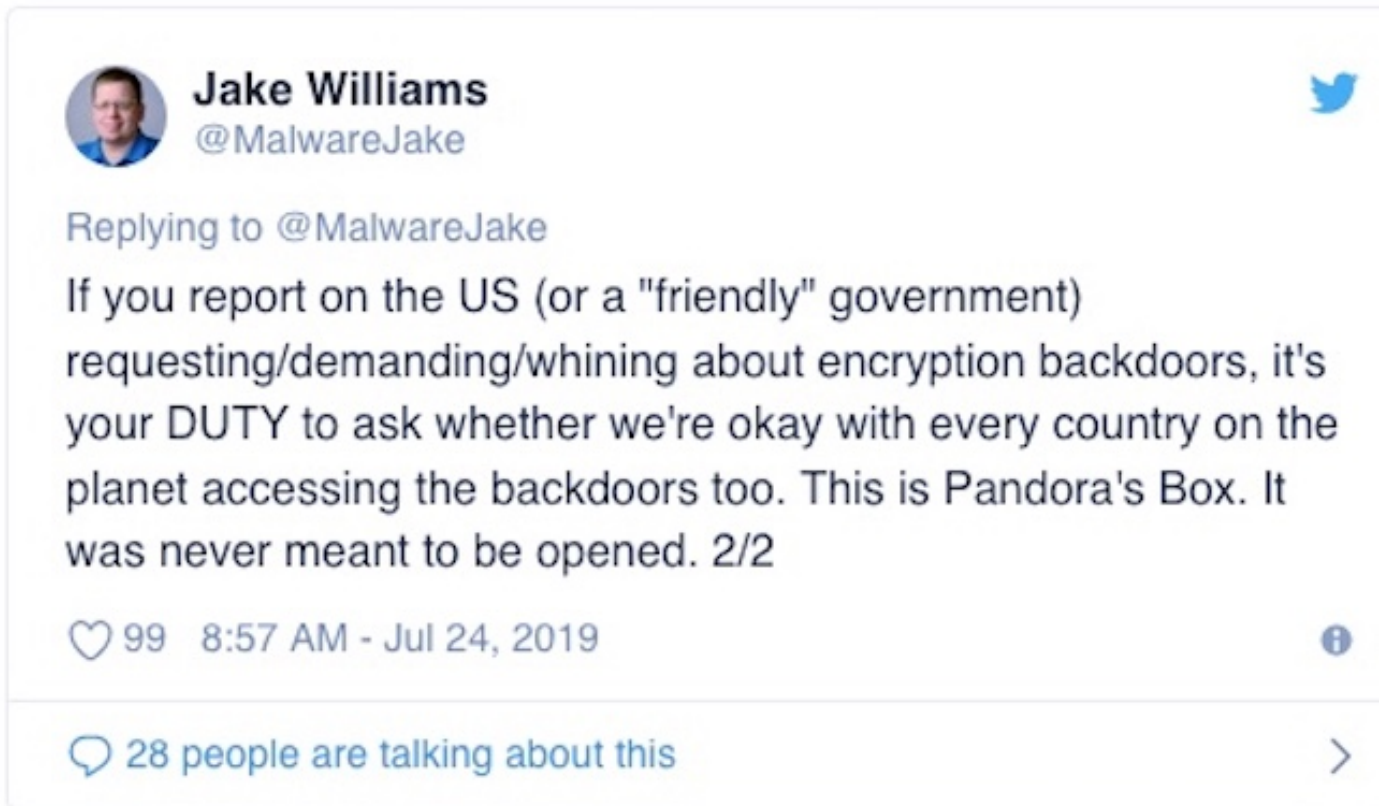 Jake Williams
@MalwareJake
Replying to @MalwareJake
If you report on the US (or a "friendly" government)
requesting/demanding/whining about encryption backdoors, it's
your DUTY to ask whether we're okay with every country on the
planet accessing the backdoors too. This is Pandora's Box. It
was never meant to be opened. 2/2
99 8:57 AM - Jul 24, 2019
28 people are talking about this